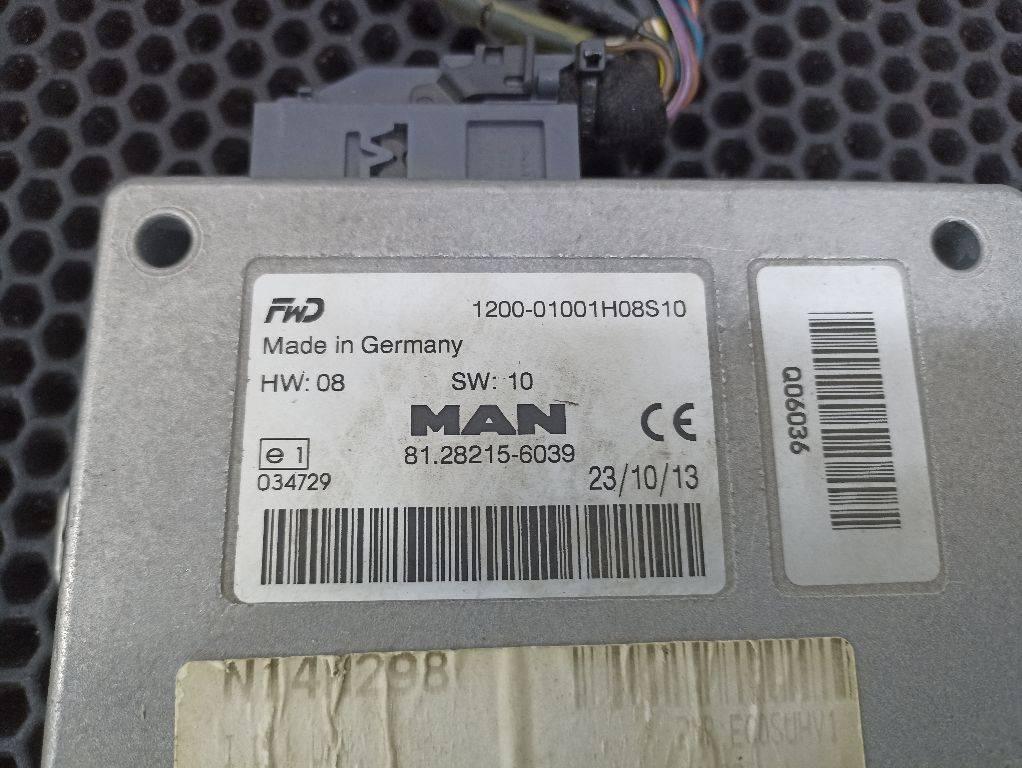 FWD
1200-01001H08S10
Made in Germany
HW: 08
SW: 10
MAN
CE
e 1
81.28215-6039
034729
23/10/13
Q06036
ECOSUHV1